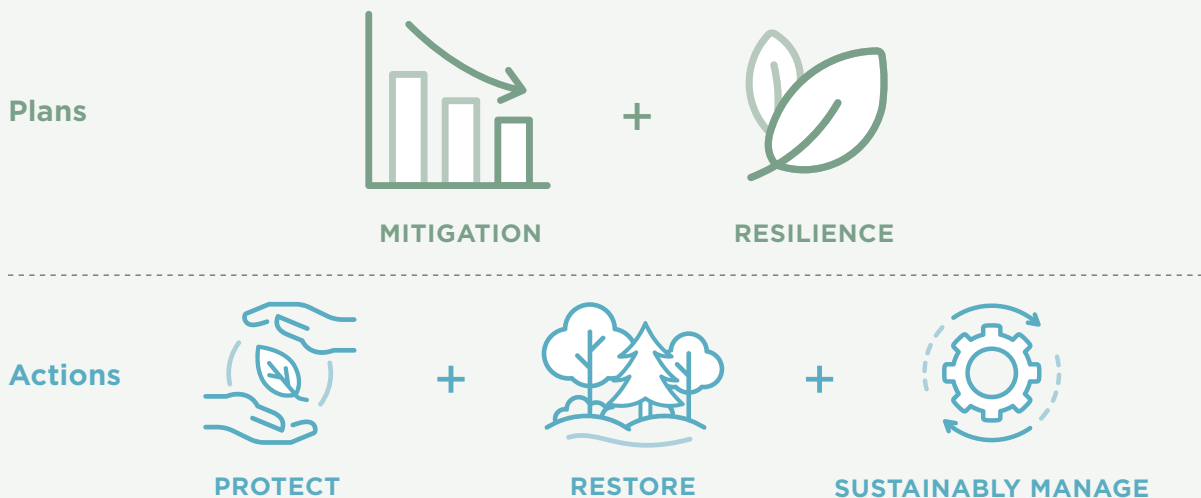 Plans
+
MITIGATION
RESILIENCE
Actions
+
+
PROTECT
RESTORE
SUSTAINABLY MANAGE